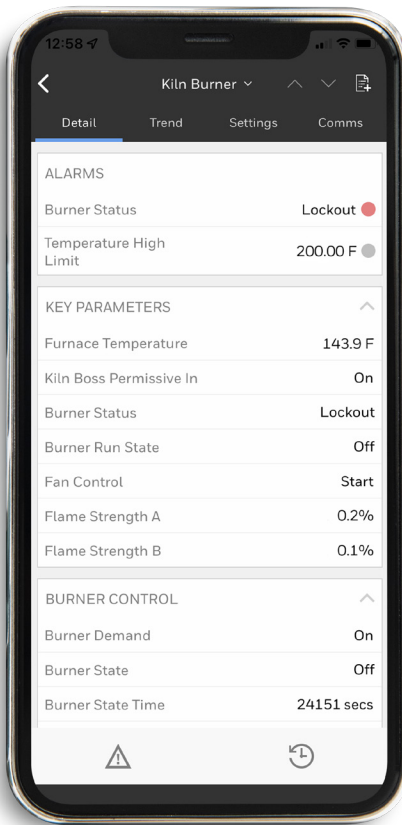 12:58
Kiln Burner
Detail Trend Settings Comms
ALARMS
Burner Status Lockout
Temperature High
Limit 200.00 F
KEY PARAMETERS
Furnace Temperature 143.9 F
Kiln Boss Permissive In On
Burner Status Lockout
Burner Run State Off
Fan Control Start
Flame Strength A 0.2%
Flame Strength B 0.1%
BURNER CONTROL
Burner Demand On
Burner State Off
Burner State Time 24151 secs